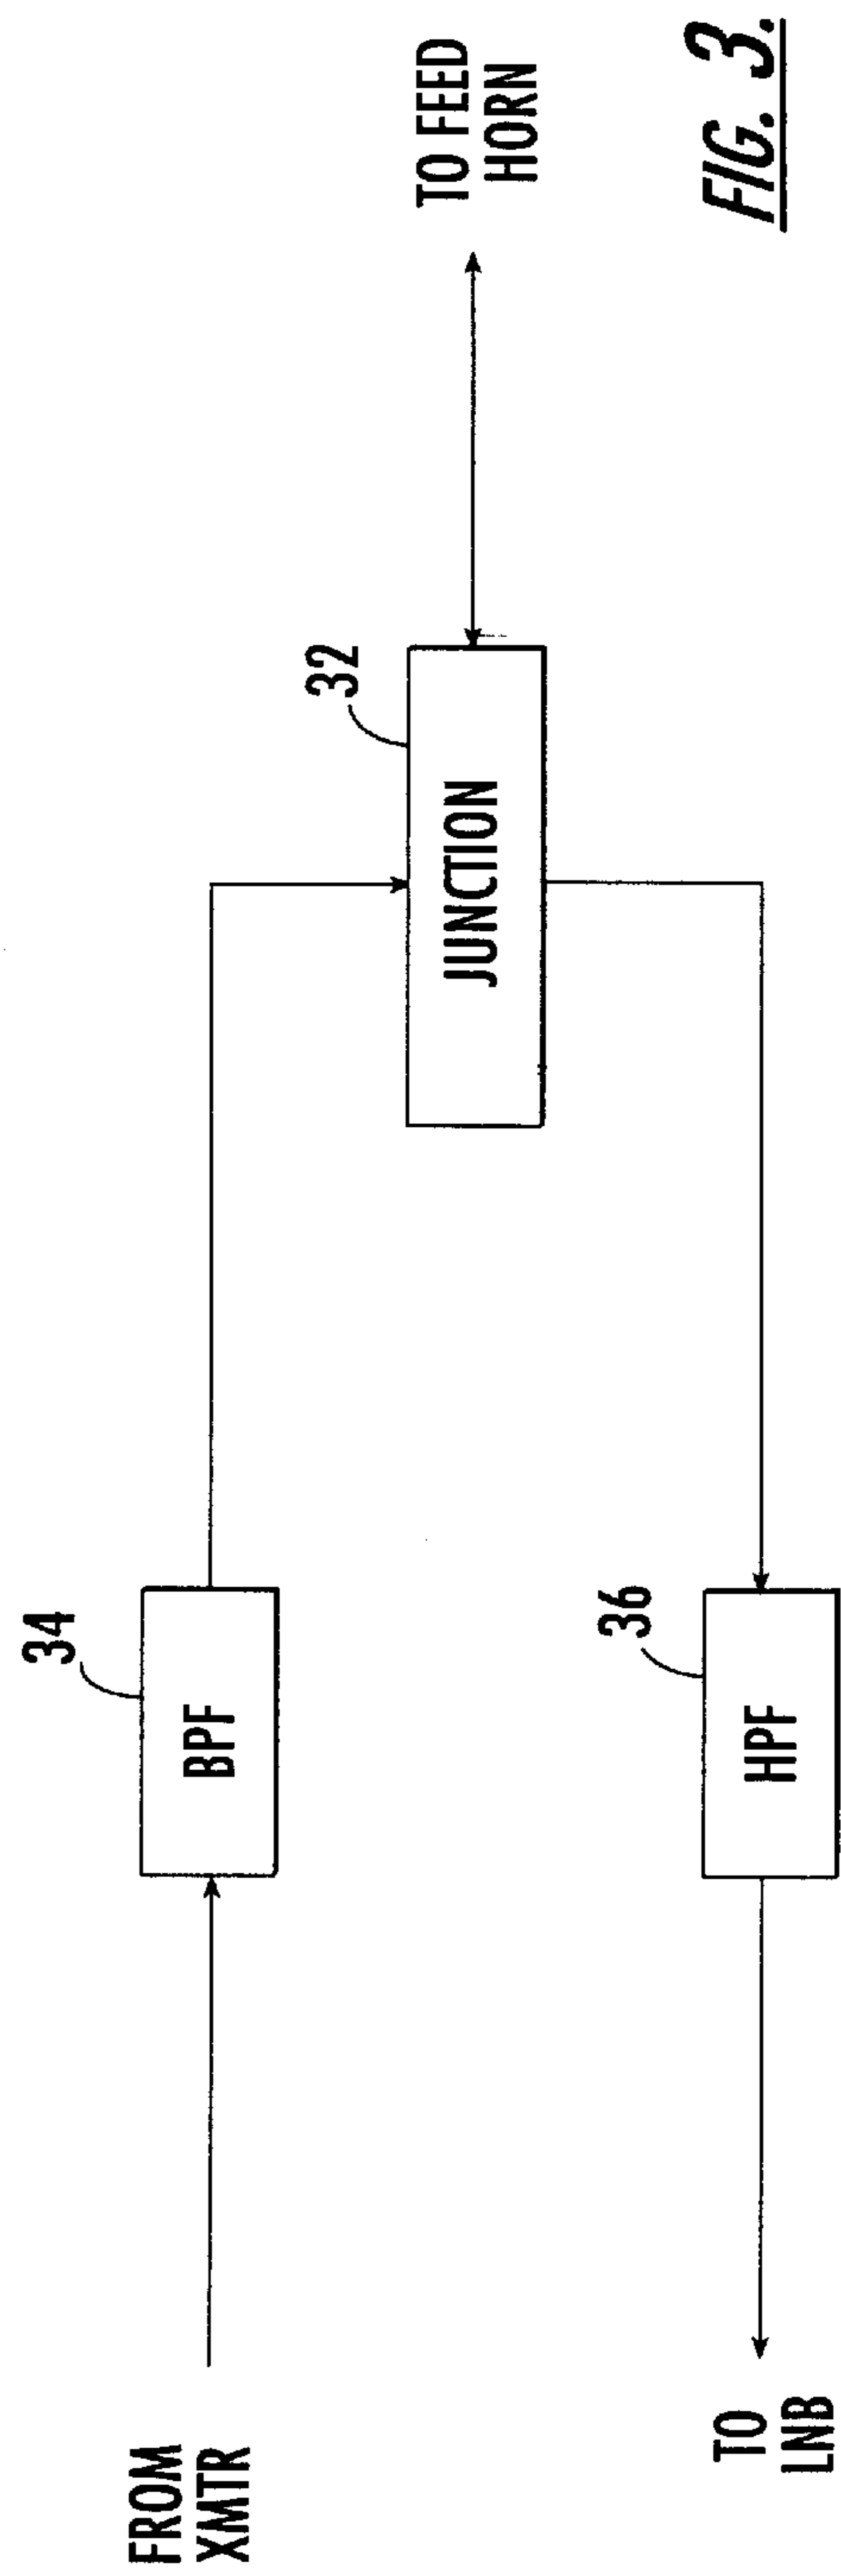 FROM
XMTR
34
BPF
32
JUNCTION
TO FEED
HORN
36
HPF
TO
LNB
FIG. 3.